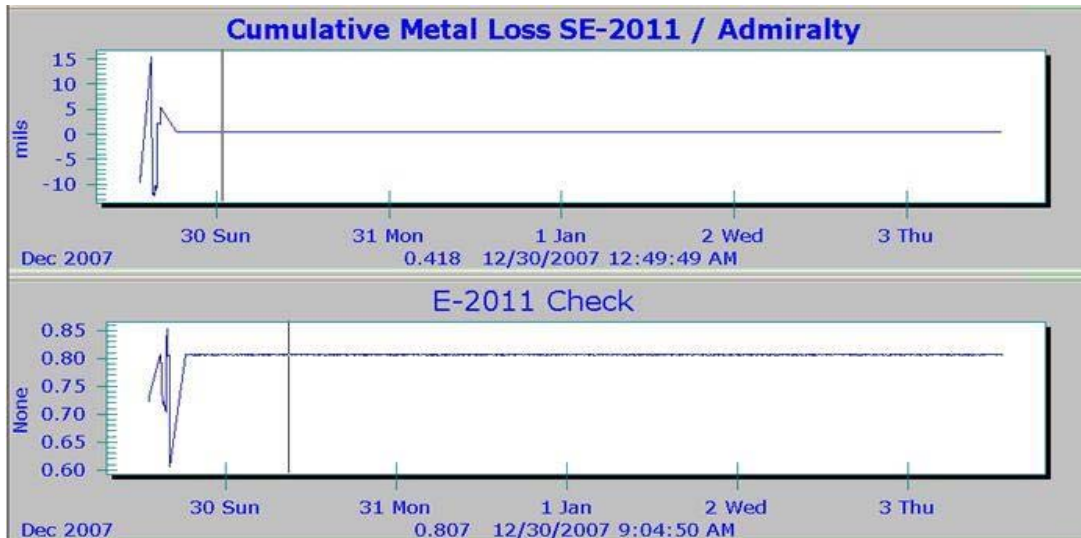 Cumulative Metal Loss SE-2011 / Admiralty
15
10
5
0
-5
-10
mils
30 Sun 31 Mon 1 Jan 2 Wed 3 Thu
Dec 2007 0.418 12/30/2007 12:49:49 AM
E-2011 Check
0.85
0.80
0.75
0.70
0.65
0.60
None
30 Sun 31 Mon 1 Jan 2 Wed 3 Thu
Dec 2007 0.807 12/30/2007 9:04:50 AM